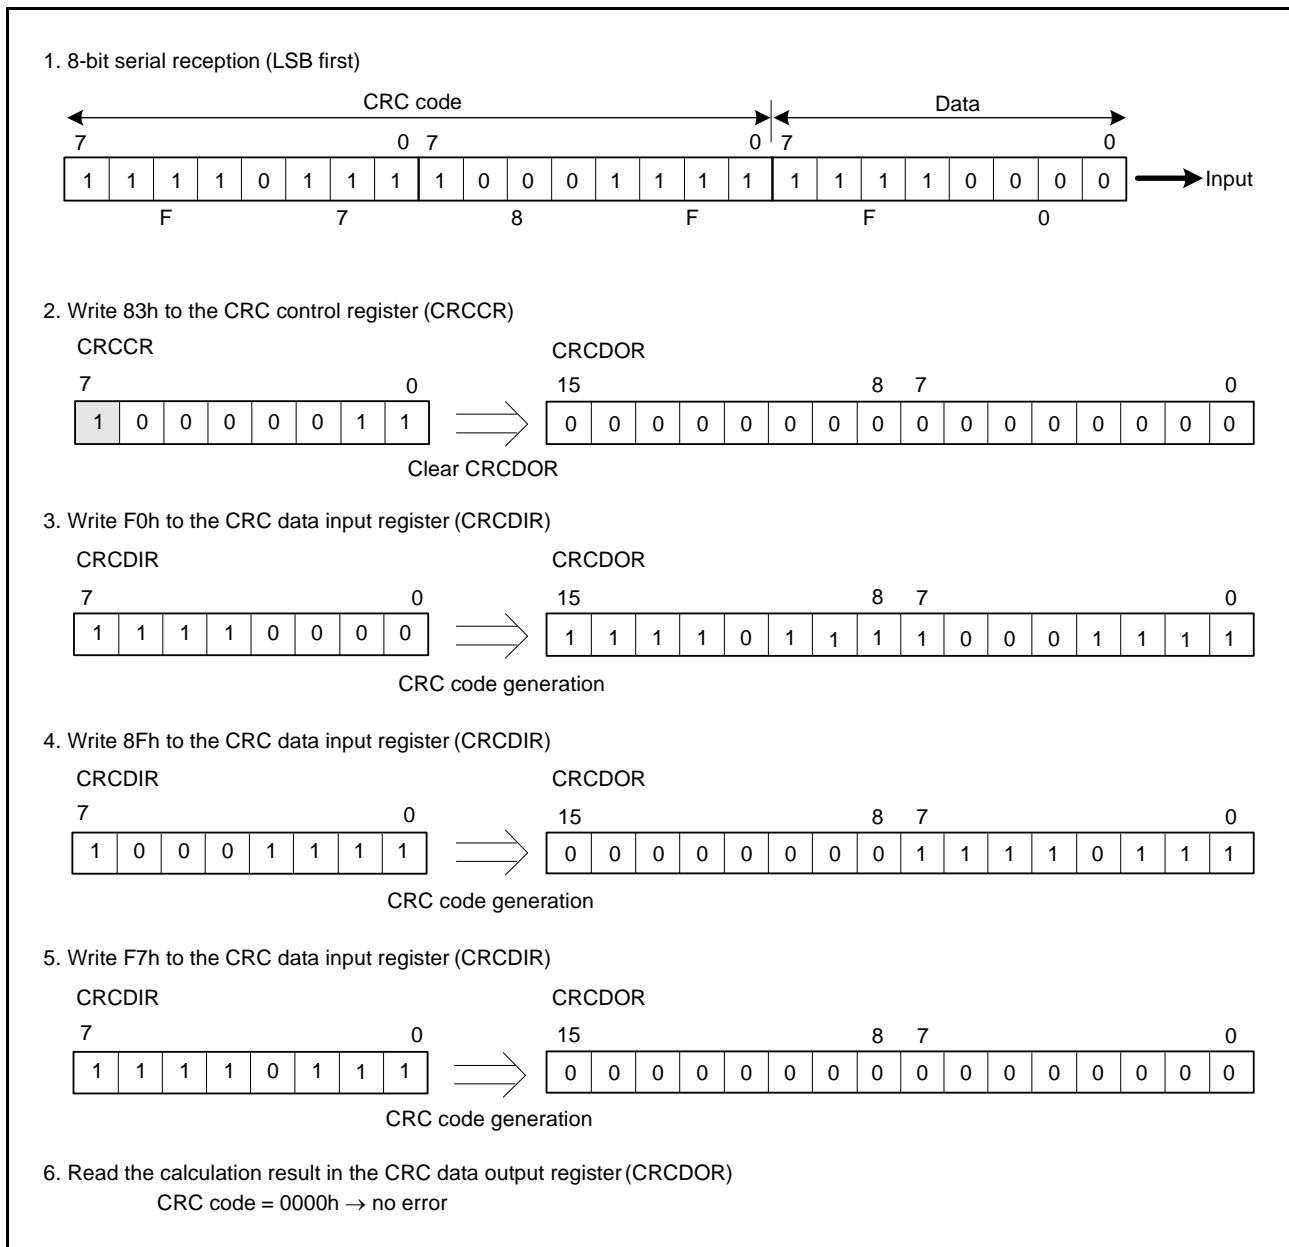 1. 8-bit serial reception (LSB first)
CRC code Data
7 0 7 0 7 0
1 1 1 1 0 1 1 1 1 0 0 0 1 1 1 1 1 1 1 1 0 0 0 0 Input
F 7 8 F F 0
2. Write 83h to the CRC control register (CRCCR)
CRCCR CRCDOR
7 0 15 8 7 0
1 0 0 0 0 0 1 1 0 0 0 0 0 0 0 0 0 0 0 0 0 0 0 0
Clear CRCDOR
3. Write F0h to the CRC data input register (CRCDIR)
CRCDIR CRCDOR
7 0 15 8 7 0
1 1 1 1 0 0 0 0 1 1 1 1 0 1 1 1 1 0 0 0 1 1 1 1
CRC code generation
4. Write 8Fh to the CRC data input register (CRCDIR)
CRCDIR CRCDOR
7 0 15 8 7 0
1 0 0 0 1 1 1 1 0 0 0 0 0 0 0 0 1 1 1 1 0 1 1 1
CRC code generation
5. Write F7h to the CRC data input register (CRCDIR)
CRCDIR CRCDOR
7 0 15 8 7 0
1 1 1 1 0 1 1 1 0 0 0 0 0 0 0 0 0 0 0 0 0 0 0 0
CRC code generation
6. Read the calculation result in the CRC data output register (CRCDOR)
CRC code = 0000h → no error